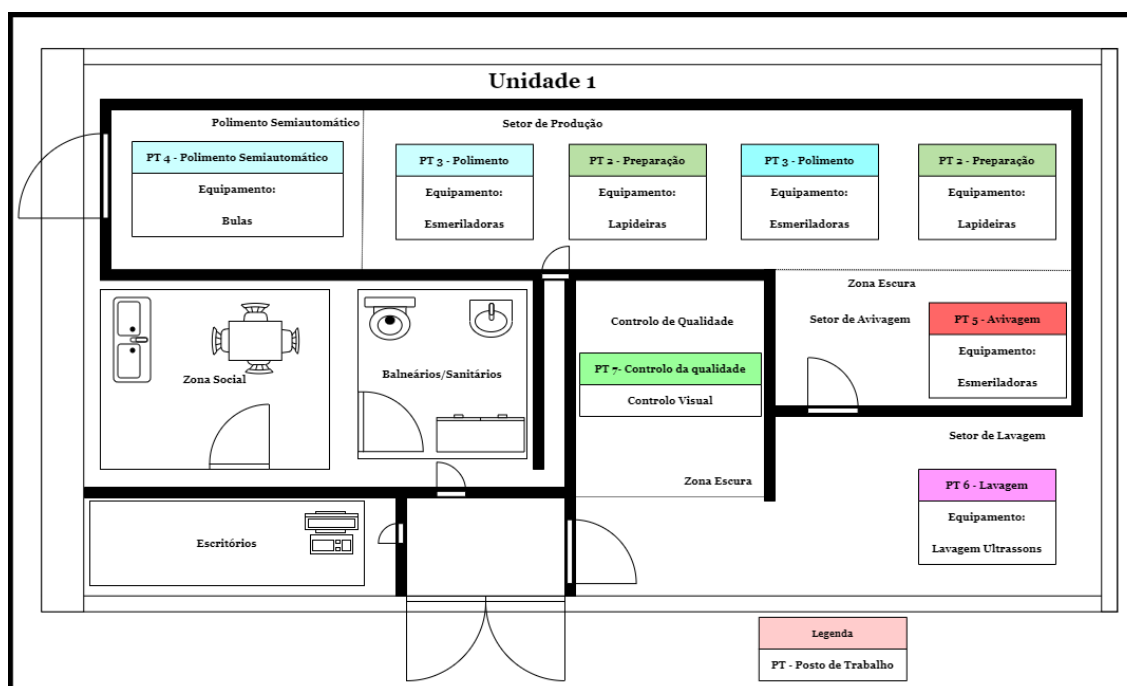 Unidade 1
Polimento Semiautomático
Setor de Produção
PT 4 - Polimento Semiautomático
Equipamento:
Bulas
PT 3 - Polimento
Equipamento:
Esmeriladoras
PT 2 - Preparação
Equipamento:
Lapideiras
PT 3 - Polimento
Equipamento:
Esmeriladoras
PT 2 - Preparação
Equipamento:
Lapideiras
Zona Escura
Setor de Avivagem
PT 5 - Avivagem
Equipamento:
Esmeriladoras
Controlo de Qualidade
PT 7- Controlo da qualidade
Controlo Visual
Zona Escura
Zona Social
Balneários/Sanitários
Setor de Lavagem
PT 6 - Lavagem
Equipamento:
Lavagem Ultrassons
Escritórios
Legenda
PT - Posto de Trabalho